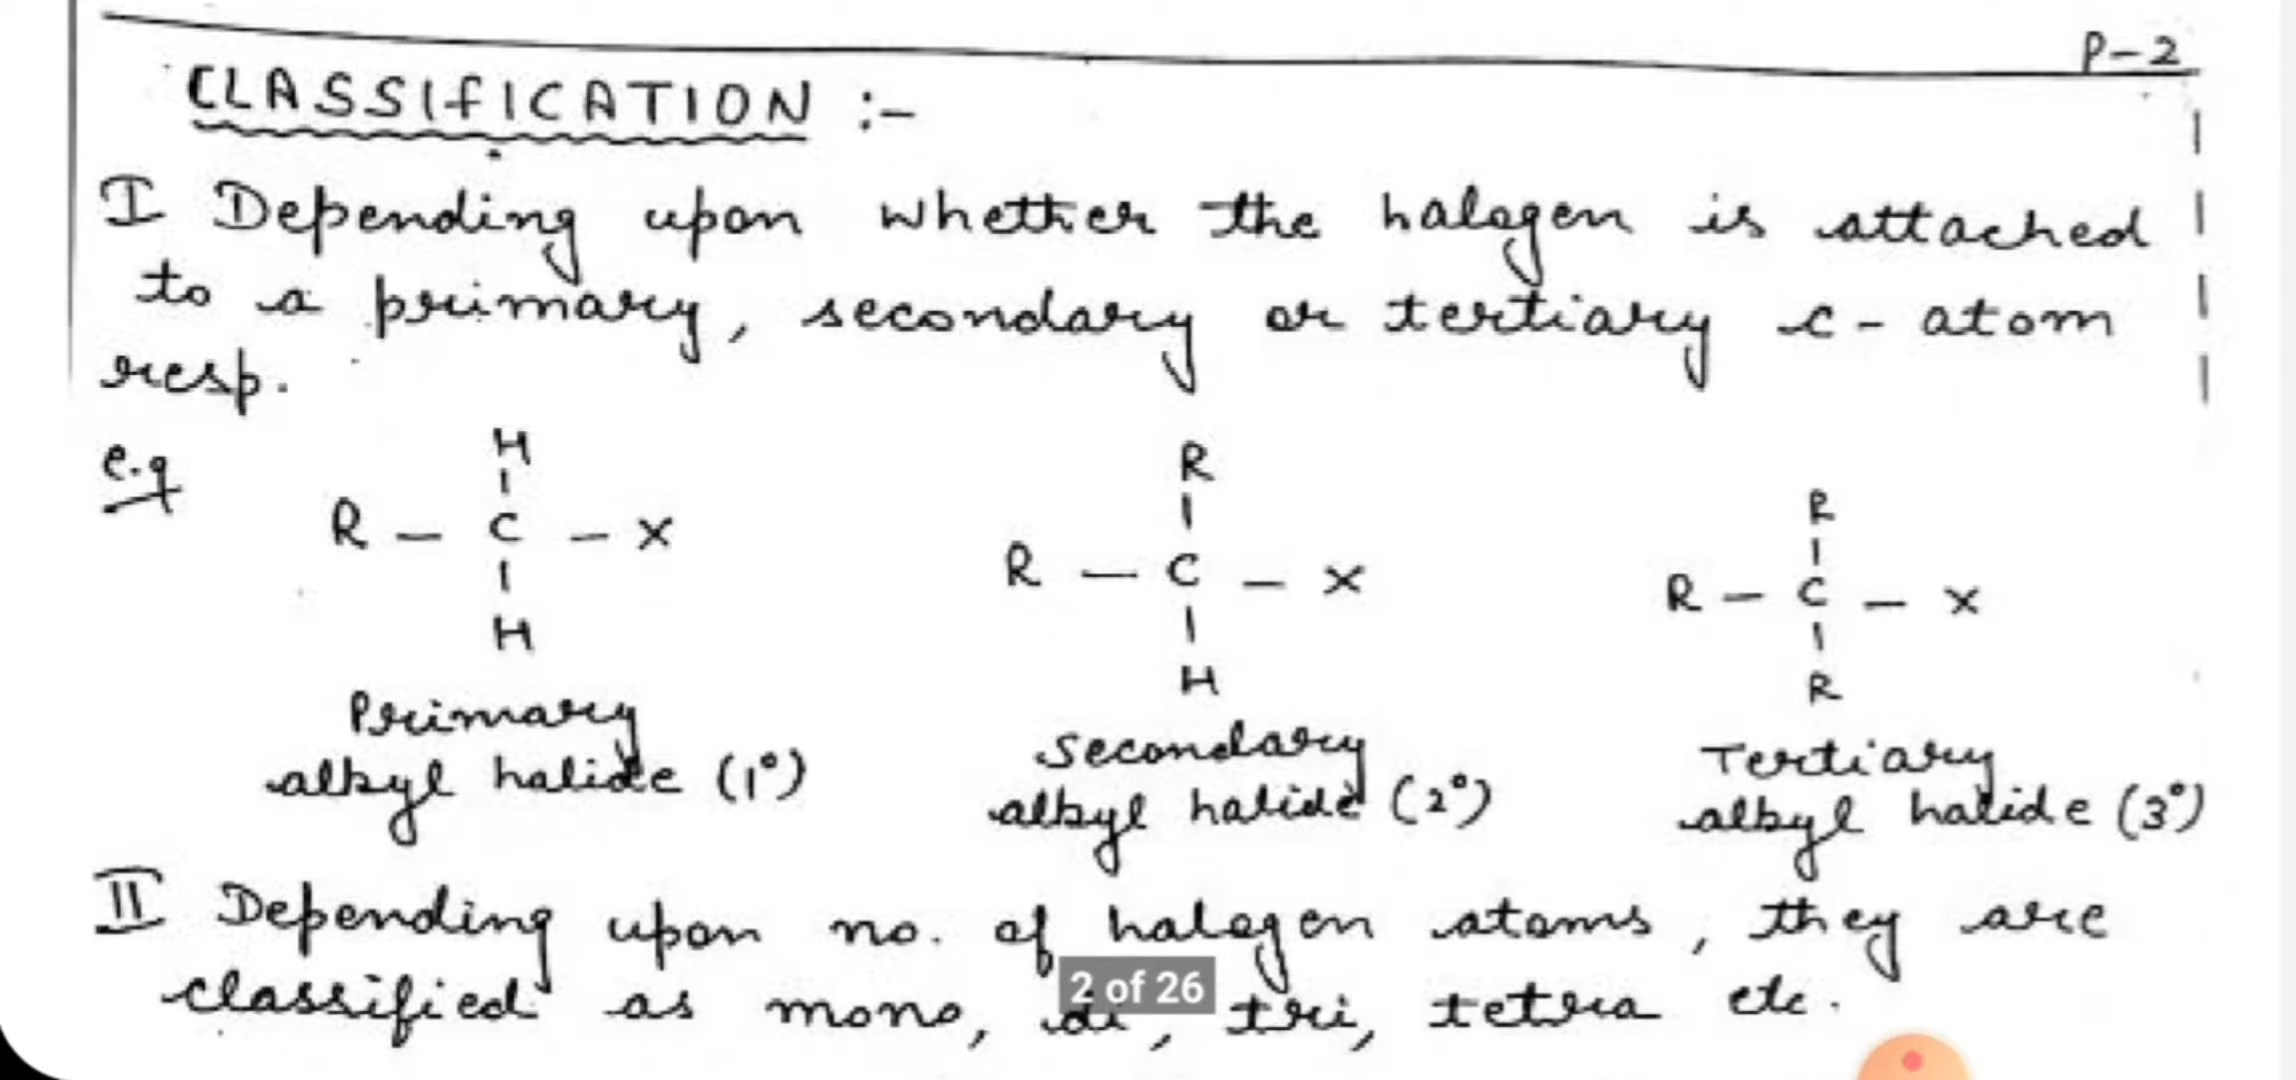 P-2
CLASSIFICATION :-
I Depending upon whether the halogen is attached
to a primary, secondary or tertiary c-atom
resp.
e.g
H
R - C - X
H
Primary
alkyl halide (1°)
R
R - C - X
H
Secondary
alkyl halide (2°)
R
R - C - X
R
Tertiary
alkyl halide (3°)
II Depending upon no. of halogen atoms, they are
classified as mono, di, tri, tetra etc.
2 of 26